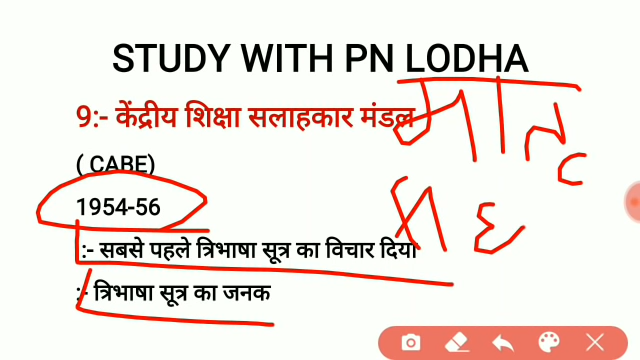 STUDY WITH PN LODHA
9:- केंद्रीय शिक्षा सलाहकार मंडल
( CABE)
1954-56
:- सबसे पहले त्रिभाषा सूत्र का विचार दिया
:- त्रिभाषा सूत्र का जनक